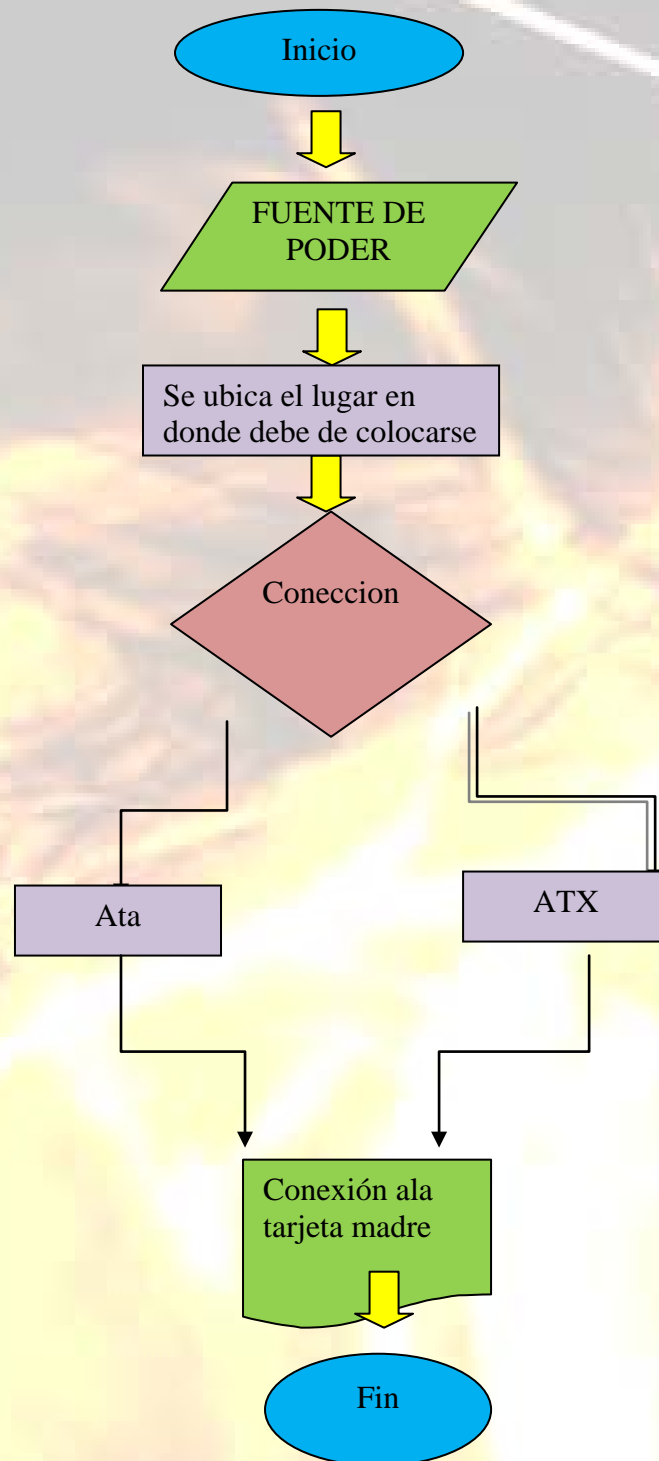 Inicio
FUENTE DE
PODER
Se ubica el lugar en
donde debe de colocarse
Coneccion
Ata
ATX
Conexión ala
tarjeta madre
Fin